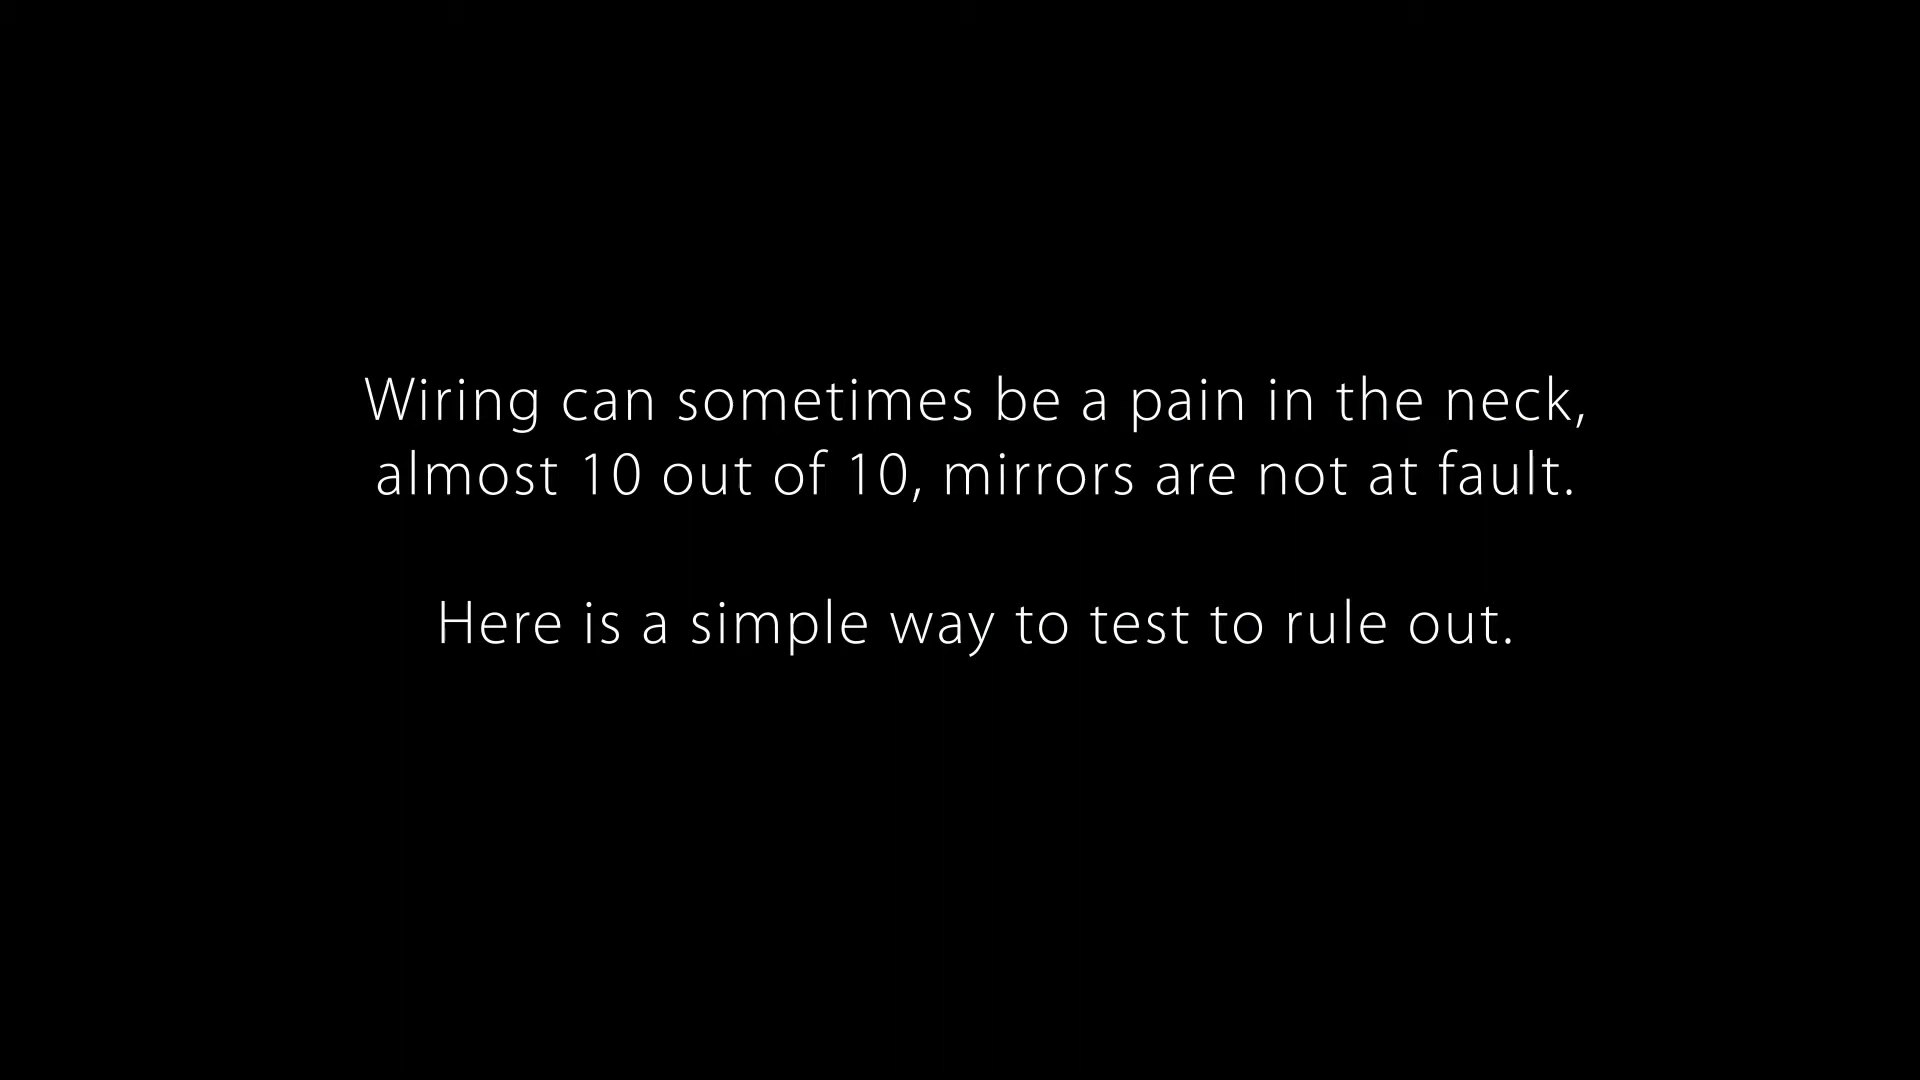 Wiring can sometimes be a pain in the neck,
almost 10 out of 10, mirrors are not at fault.
Here is a simple way to test to rule out.